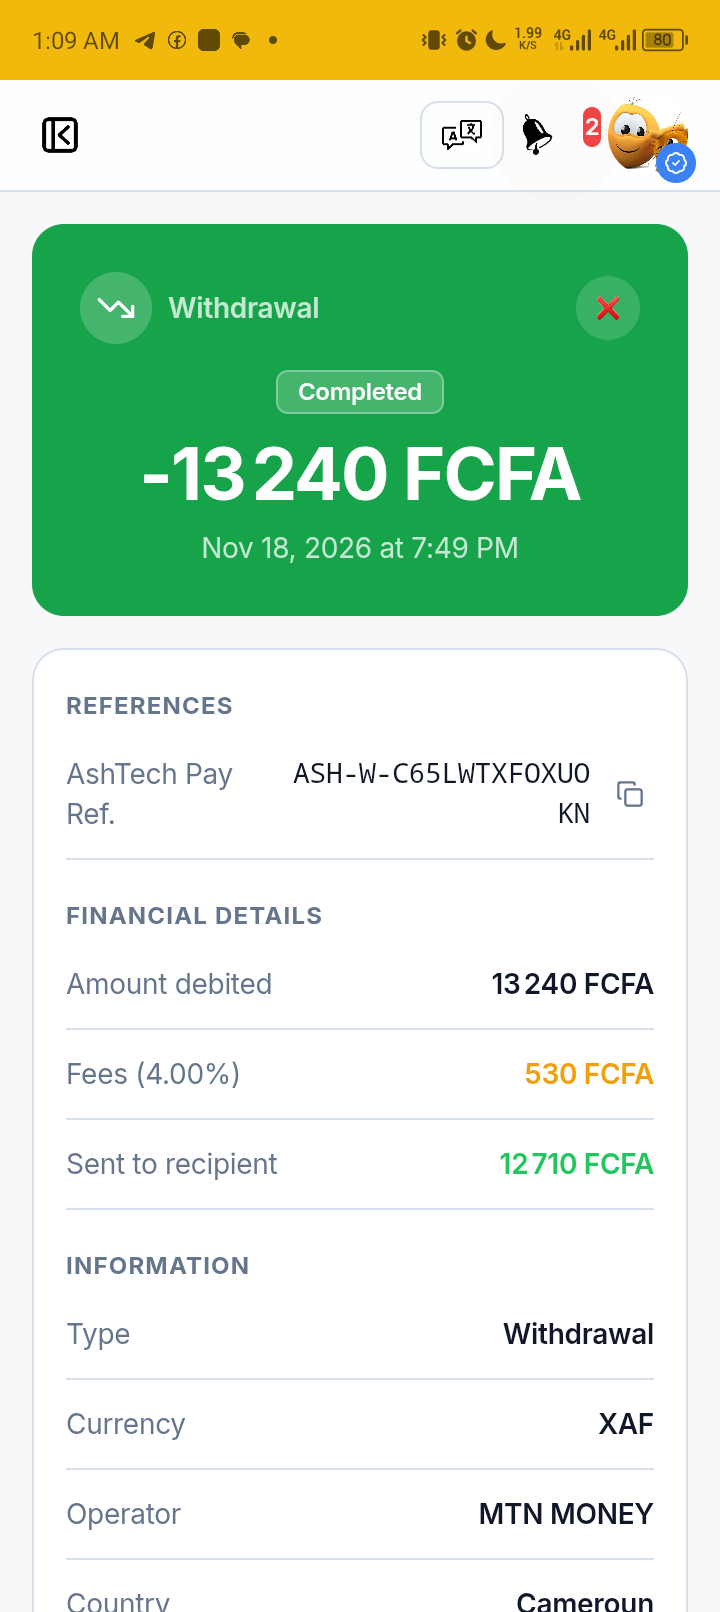 1:09 AM 1.99 K/S 4G 4G 80
A 文 2
Withdrawal
Completed
-13 240 FCFA
Nov 18, 2026 at 7:49 PM
REFERENCES
AshTech Pay Ref. ASH-W-C65LWTXFOXUOKN
FINANCIAL DETAILS
Amount debited 13 240 FCFA
Fees (4.00%) 530 FCFA
Sent to recipient 12 710 FCFA
INFORMATION
Type Withdrawal
Currency XAF
Operator MTN MONEY
Country Cameroun